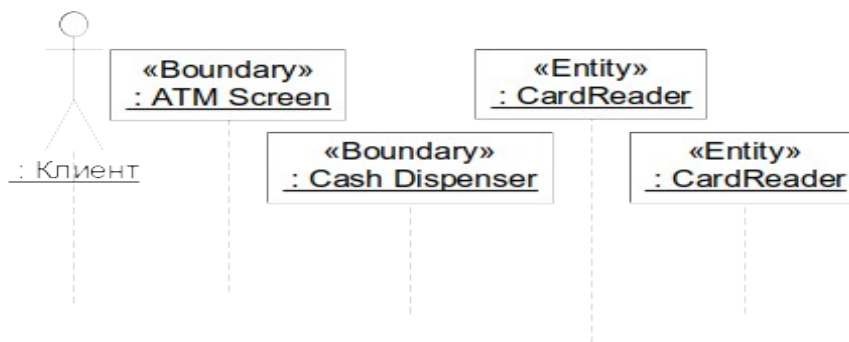 «Boundary»
: ATM Screen
«Entity»
: CardReader
: Клиент
«Boundary»
: Cash Dispenser
«Entity»
: CardReader